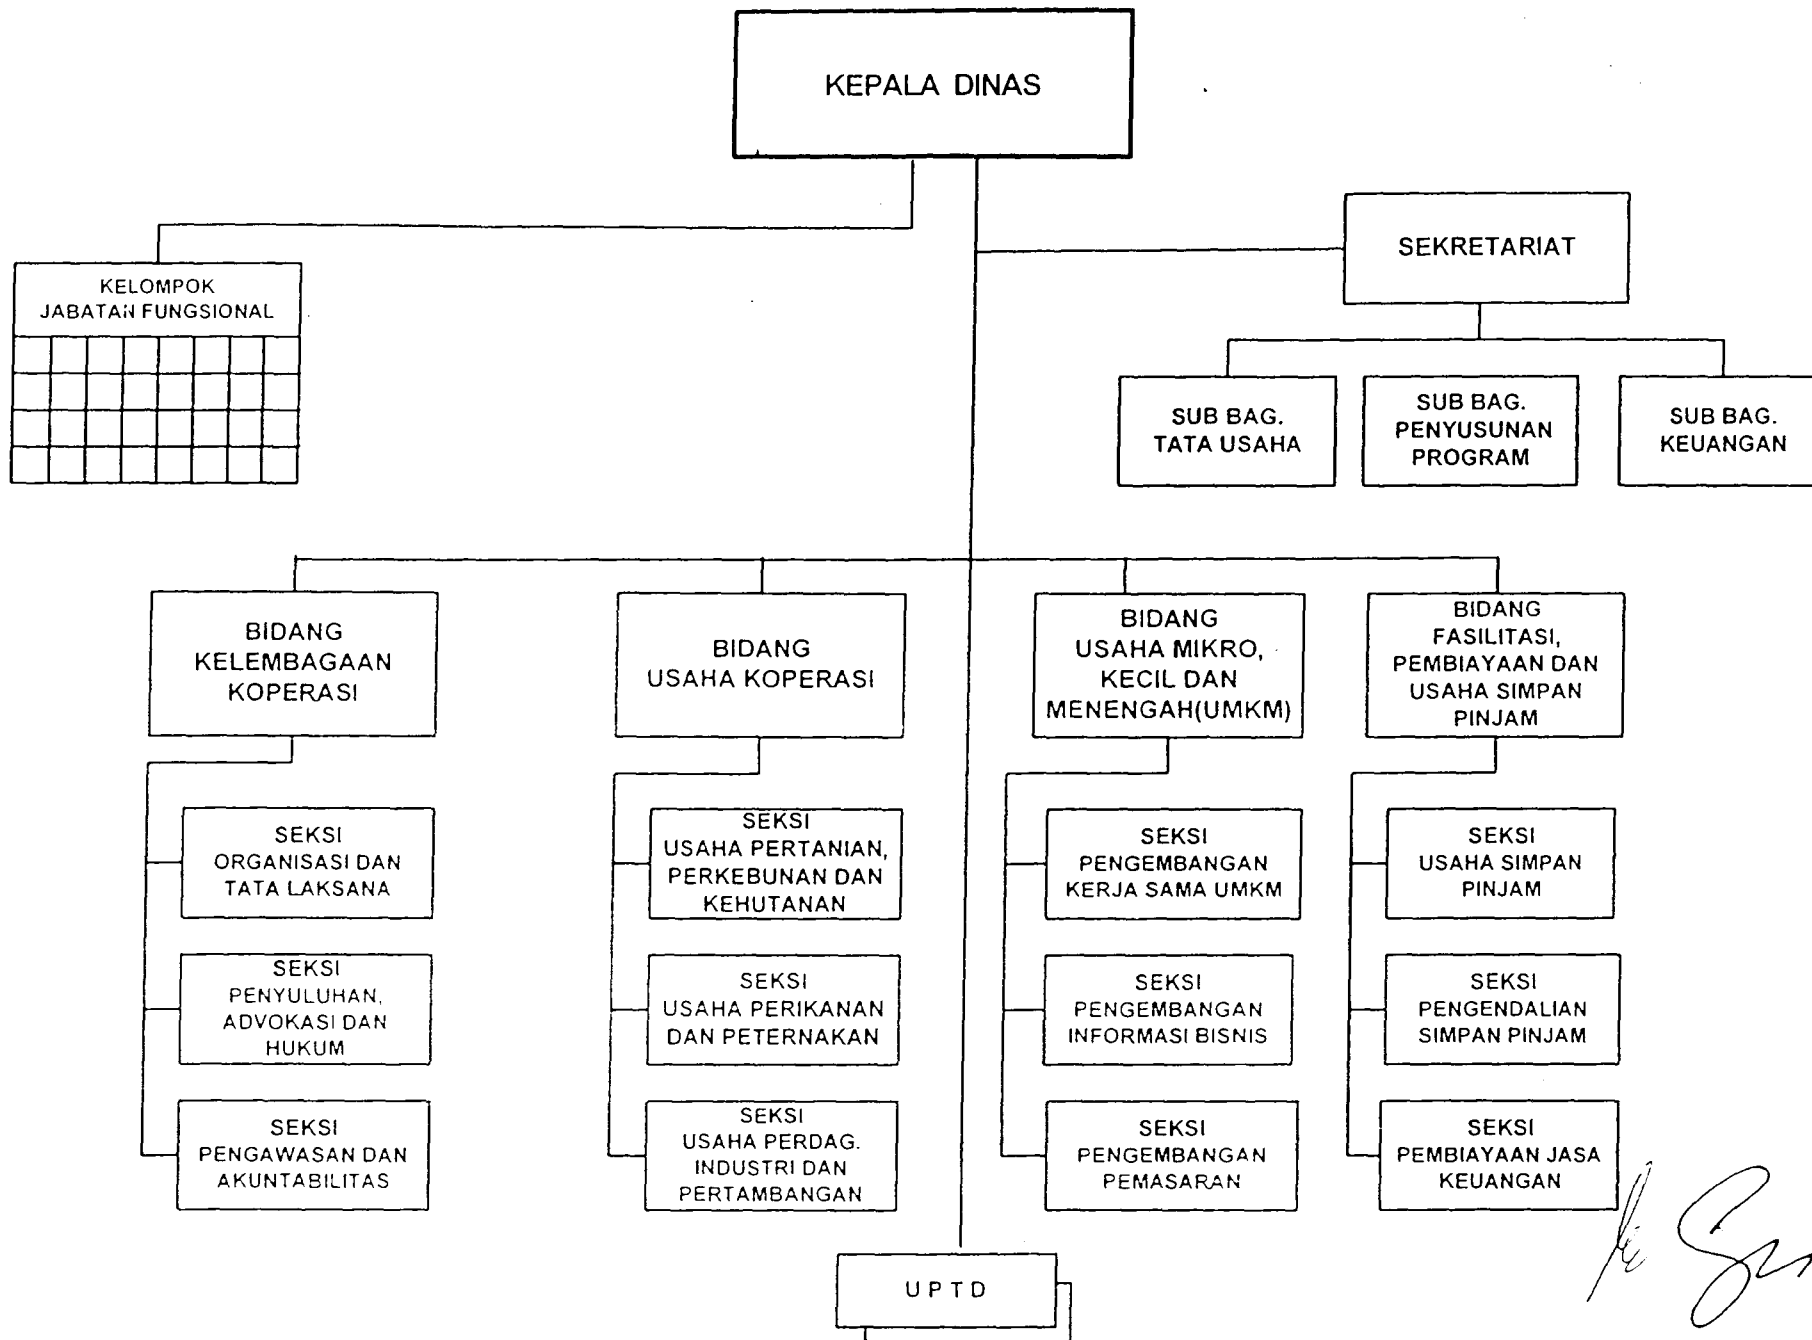 KEPALA DINAS
SEKRETARIAT
KELOMPOK
JABATAN FUNGSIONAL
SUB BAG.
TATA USAHA
SUB BAG.
PENYUSUNAN
PROGRAM
SUB BAG.
KEUANGAN
BIDANG
KELEMBAGAAN
KOPERASI
BIDANG
USAHA KOPERASI
BIDANG
USAHA MIKRO,
KECIL DAN
MENENGAH(UMKM)
BIDANG
FASILITASI,
PEMBIAYAAN DAN
USAHA SIMPAN
PINJAM
SEKSI
ORGANISASI DAN
TATA LAKSANA
SEKSI
USAHA PERTANIAN,
PERKEBUNAN DAN
KEHUTANAN
SEKSI
PENGEMBANGAN
KERJA SAMA UMKM
SEKSI
USAHA SIMPAN
PINJAM
SEKSI
PENYULUHAN,
ADVOKASI DAN
HUKUM
SEKSI
USAHA PERIKANAN
DAN PETERNAKAN
SEKSI
PENGEMBANGAN
INFORMASI BISNIS
SEKSI
PENGENDALIAN
SIMPAN PINJAM
SEKSI
PENGAWASAN DAN
AKUNTABILITAS
SEKSI
USAHA PERDAG.
INDUSTRI DAN
PERTAMBANGAN
SEKSI
PENGEMBANGAN
PEMASARAN
SEKSI
PEMBIAYAAN JASA
KEUANGAN
U P T D